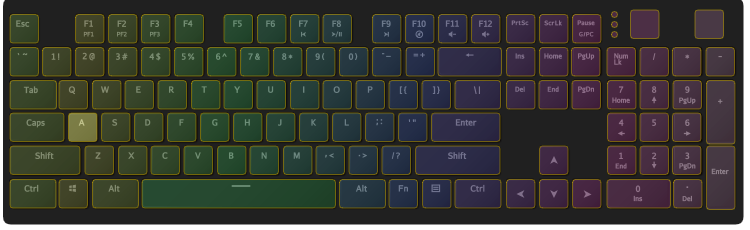 Esc F1 F2 F3 F4 F5 F6 F7 F8 F9 F10 F11 F12 PrtSc ScrLk Pause
PF1 PF2 PF3 G/PC
` ~ 1! 2@ 3# 4$ 5% 6^ 7& 8* 9( 0) -_ =+ Ins Home PgUp Num Lk / * -
Tab Q W E R T Y U I O P [{ ]} \| Del End PgDn 7 Home 8 9 PgUp +
Caps A S D F G H J K L ;: '" Enter 4 5 6
Shift Z X C V B N M ,< .> /? Shift 1 End 2 3 PgDn Enter
Ctrl Alt Alt Fn Ctrl 0 Ins . Del